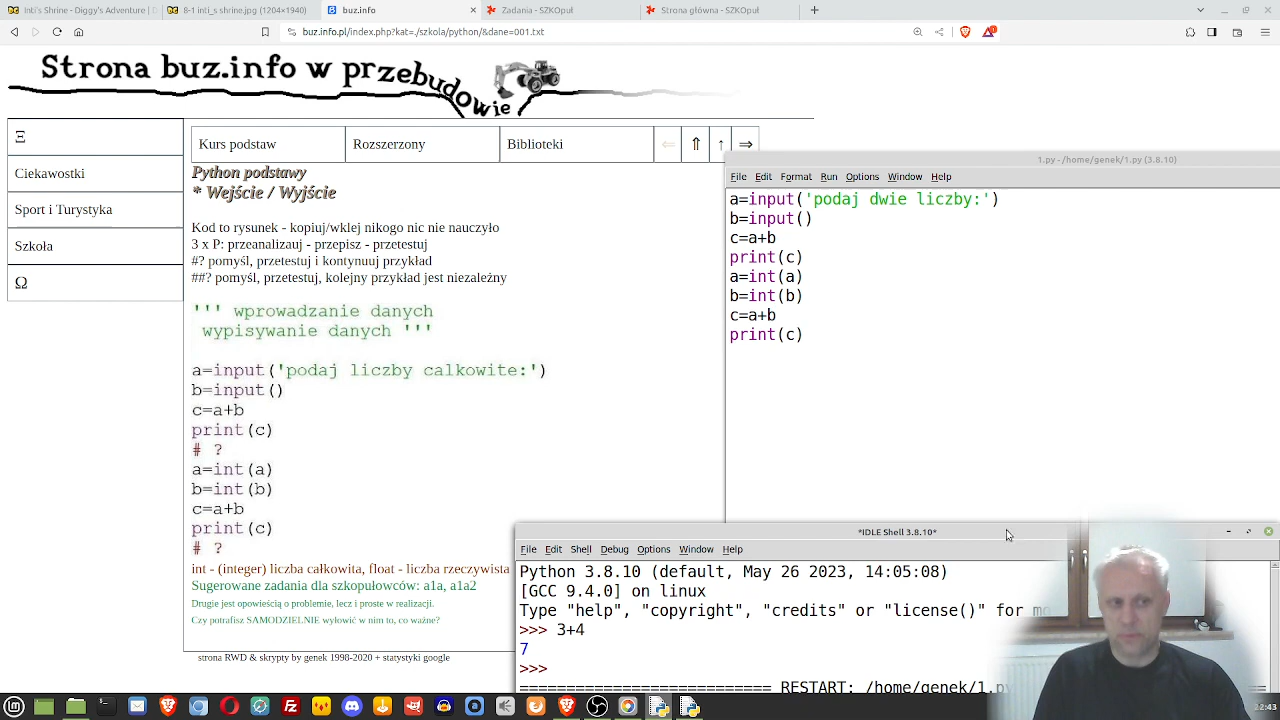 Inti's Shrine - Diggy's Adventure | D
8-1 inti_s shrine.jpg (1204×1940)
buz.info
Zadania - SZKOpuł
Strona główna - SZKOpuł
buz.info.pl/index.php?kat=./szkola/python/&dane=001.txt
Strona buz.info w przebudowie
Ξ
Ciekawostki
Sport i Turystyka
Szkoła
Ω
Kurs podstaw
Rozszerzony
Biblioteki
⇐ ⇑ ↑ ⇒
Python podstawy
* Wejście / Wyjście
Kod to rysunek - kopiuj/wklej nikogo nic nie nauczyło
3 x P: przeanalizauj - przepisz - przetestuj
#? pomyśl, przetestuj i kontynuuj przykład
##? pomyśl, przetestuj, kolejny przykład jest niezależny
''' wprowadzanie danych
wypisywanie danych '''
a=input('podaj liczby calkowite:')
b=input()
c=a+b
print(c)
# ?
a=int(a)
b=int(b)
c=a+b
print(c)
# ?
int - (integer) liczba całkowita, float - liczba rzeczywista
Sugerowane zadania dla szkopułowców: a1a, a1a2
Drugie jest opowieścią o problemie, lecz i proste w realizacji.
Czy potrafisz SAMODZIELNIE wyłowić w nim to, co ważne?
strona RWD & skrypty by genek 1998-2020 + statystyki google
1.py - /home/genek/1.py (3.8.10)
File Edit Format Run Options Window Help
a=input('podaj dwie liczby:')
b=input()
c=a+b
print(c)
a=int(a)
b=int(b)
c=a+b
print(c)
*IDLE Shell 3.8.10*
File Edit Shell Debug Options Window Help
Python 3.8.10 (default, May 26 2023, 14:05:08)
[GCC 9.4.0] on linux
Type "help", "copyright", "credits" or "license()" for mo
>>> 3+4
7
>>>
========================== RESTART: /home/genek/1.py
22:43